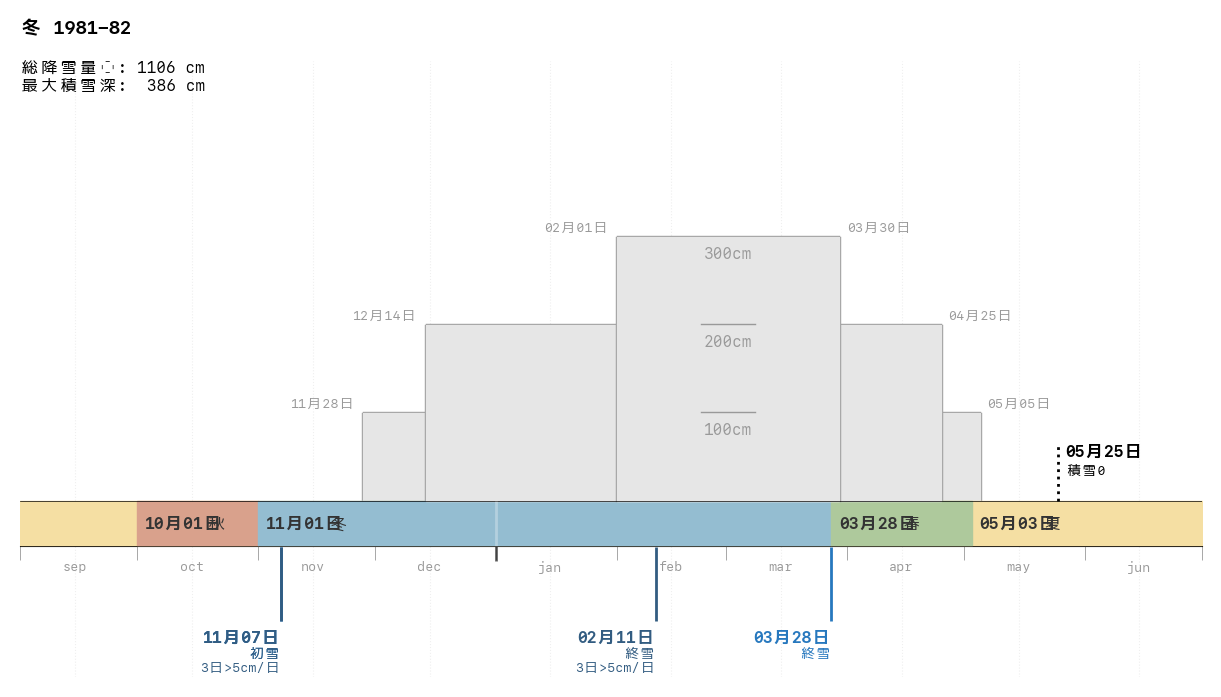 冬 1981–82
総降雪量: 1106 cm
最大積雪深: 386 cm
02月01日
03月30日
300cm
12月14日
04月25日
200cm
11月28日
05月05日
100cm
05月25日
積雪0
10月01日秋
11月01日冬
03月28日春
05月03日夏
sep
oct
nov
dec
jan
feb
mar
apr
may
jun
11月07日
初雪
3日>5cm/日
02月11日
終雪
3日>5cm/日
03月28日
終雪